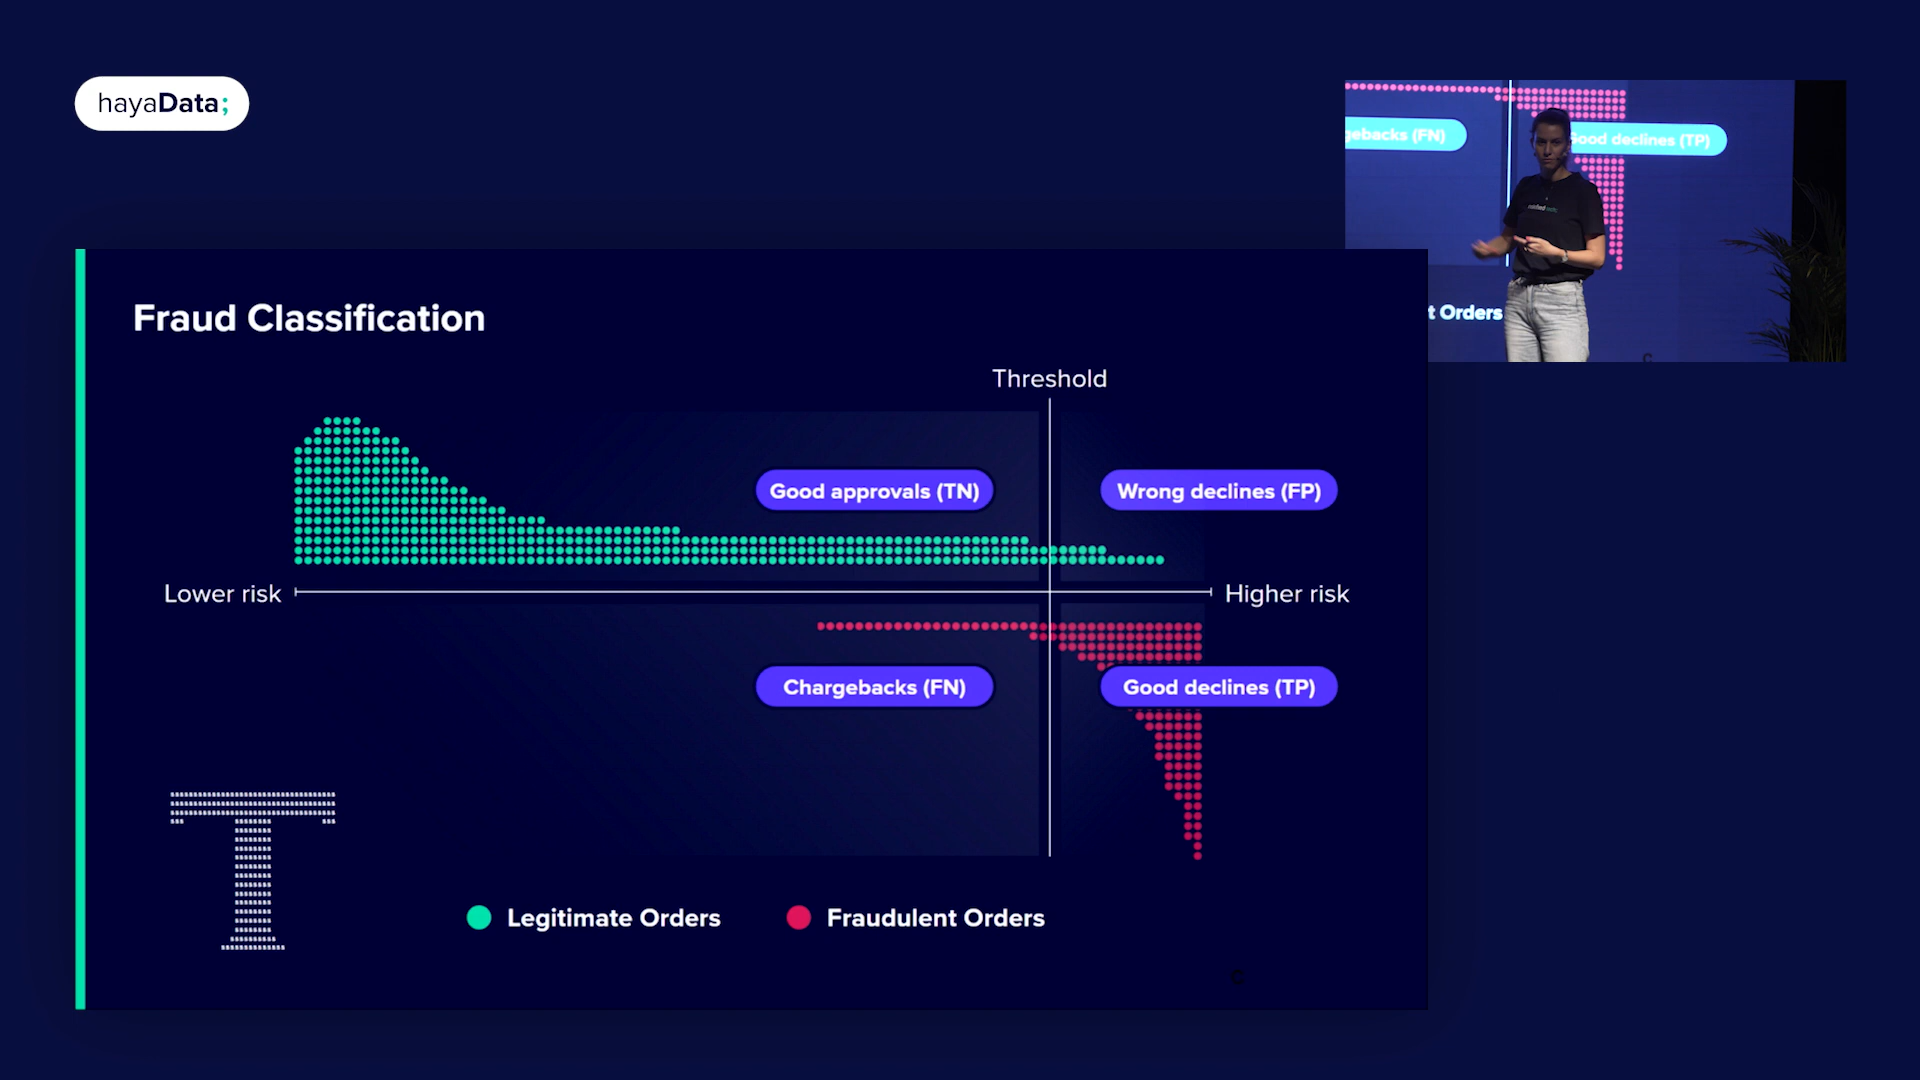 hayaData;
gebacks (FN)
Good declines (TP)
t Orders
Fraud Classification
Threshold
Good approvals (TN)
Wrong declines (FP)
Lower risk
Higher risk
Chargebacks (FN)
Good declines (TP)
Legitimate Orders
Fraudulent Orders
c